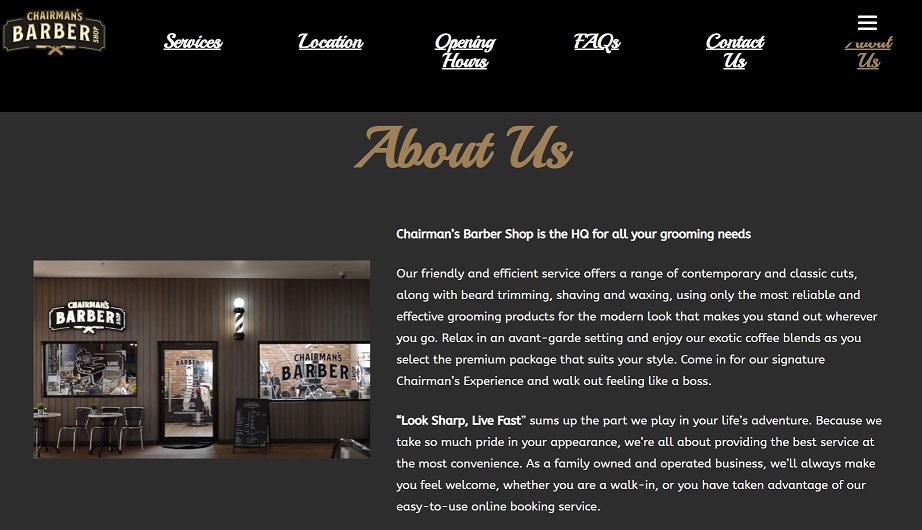 CHAIRMAN'S
BARBER
SHOP
Services
Location
Opening
Hours
FAQs
Contact
Us
About
Us
About Us
Chairman's Barber Shop is the HQ for all your grooming needs
Our friendly and efficient service offers a range of contemporary and classic cuts,
along with beard trimming, shaving and waxing, using only the most reliable and
effective grooming products for the modern look that makes you stand out wherever
you go. Relax in an avant-garde setting and enjoy our exotic coffee blends as you
select the premium package that suits your style. Come in for our signature
Chairman's Experience and walk out feeling like a boss.
“Look Sharp, Live Fast” sums up the part we play in your life's adventure. Because we
take so much pride in your appearance, we're all about providing the best service at
the most convenience. As a family owned and operated business, we'll always make
you feel welcome, whether you are a walk-in, or you have taken advantage of our
easy-to-use online booking service.
CHAIRMAN'S
BARBER
SHOP
BARBER
CHAIRMAN'S
BARBER